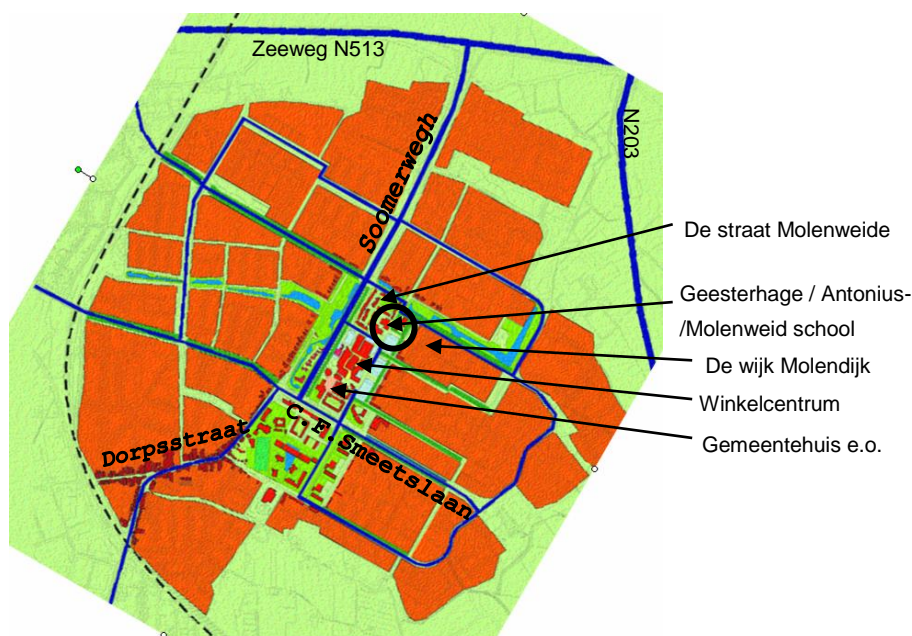 Zeeweg N513
N203
Soomerwegh
De straat Molenweide
Geesterhage / Antonius-
/Molenweid school
De wijk Molendijk
Winkelcentrum
Gemeentehuis e.o.
C.F.Smeetslaan
Dorpsstraat